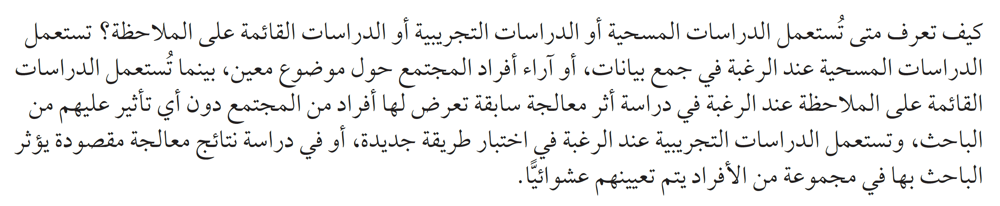 كيف تعرف متى تُستعمل الدراسات المسحية أو الدراسات التجريبية أو الدراسات القائمة على الملاحظة؟ تستعمل
الدراسات المسحية عند الرغبة في جمع بيانات، أو آراء أفراد المجتمع حول موضوع معين، بينما تُستعمل الدراسات
القائمة على الملاحظة عند الرغبة في دراسة أثر معالجة سابقة تعرض لها أفراد من المجتمع دون أي تأثير عليهم من
الباحث، وتستعمل الدراسات التجريبية عند الرغبة في اختبار طريقة جديدة، أو في دراسة نتائج معالجة مقصودة يؤثر
الباحث بها في مجموعة من الأفراد يتم تعيينهم عشوائيًّا.